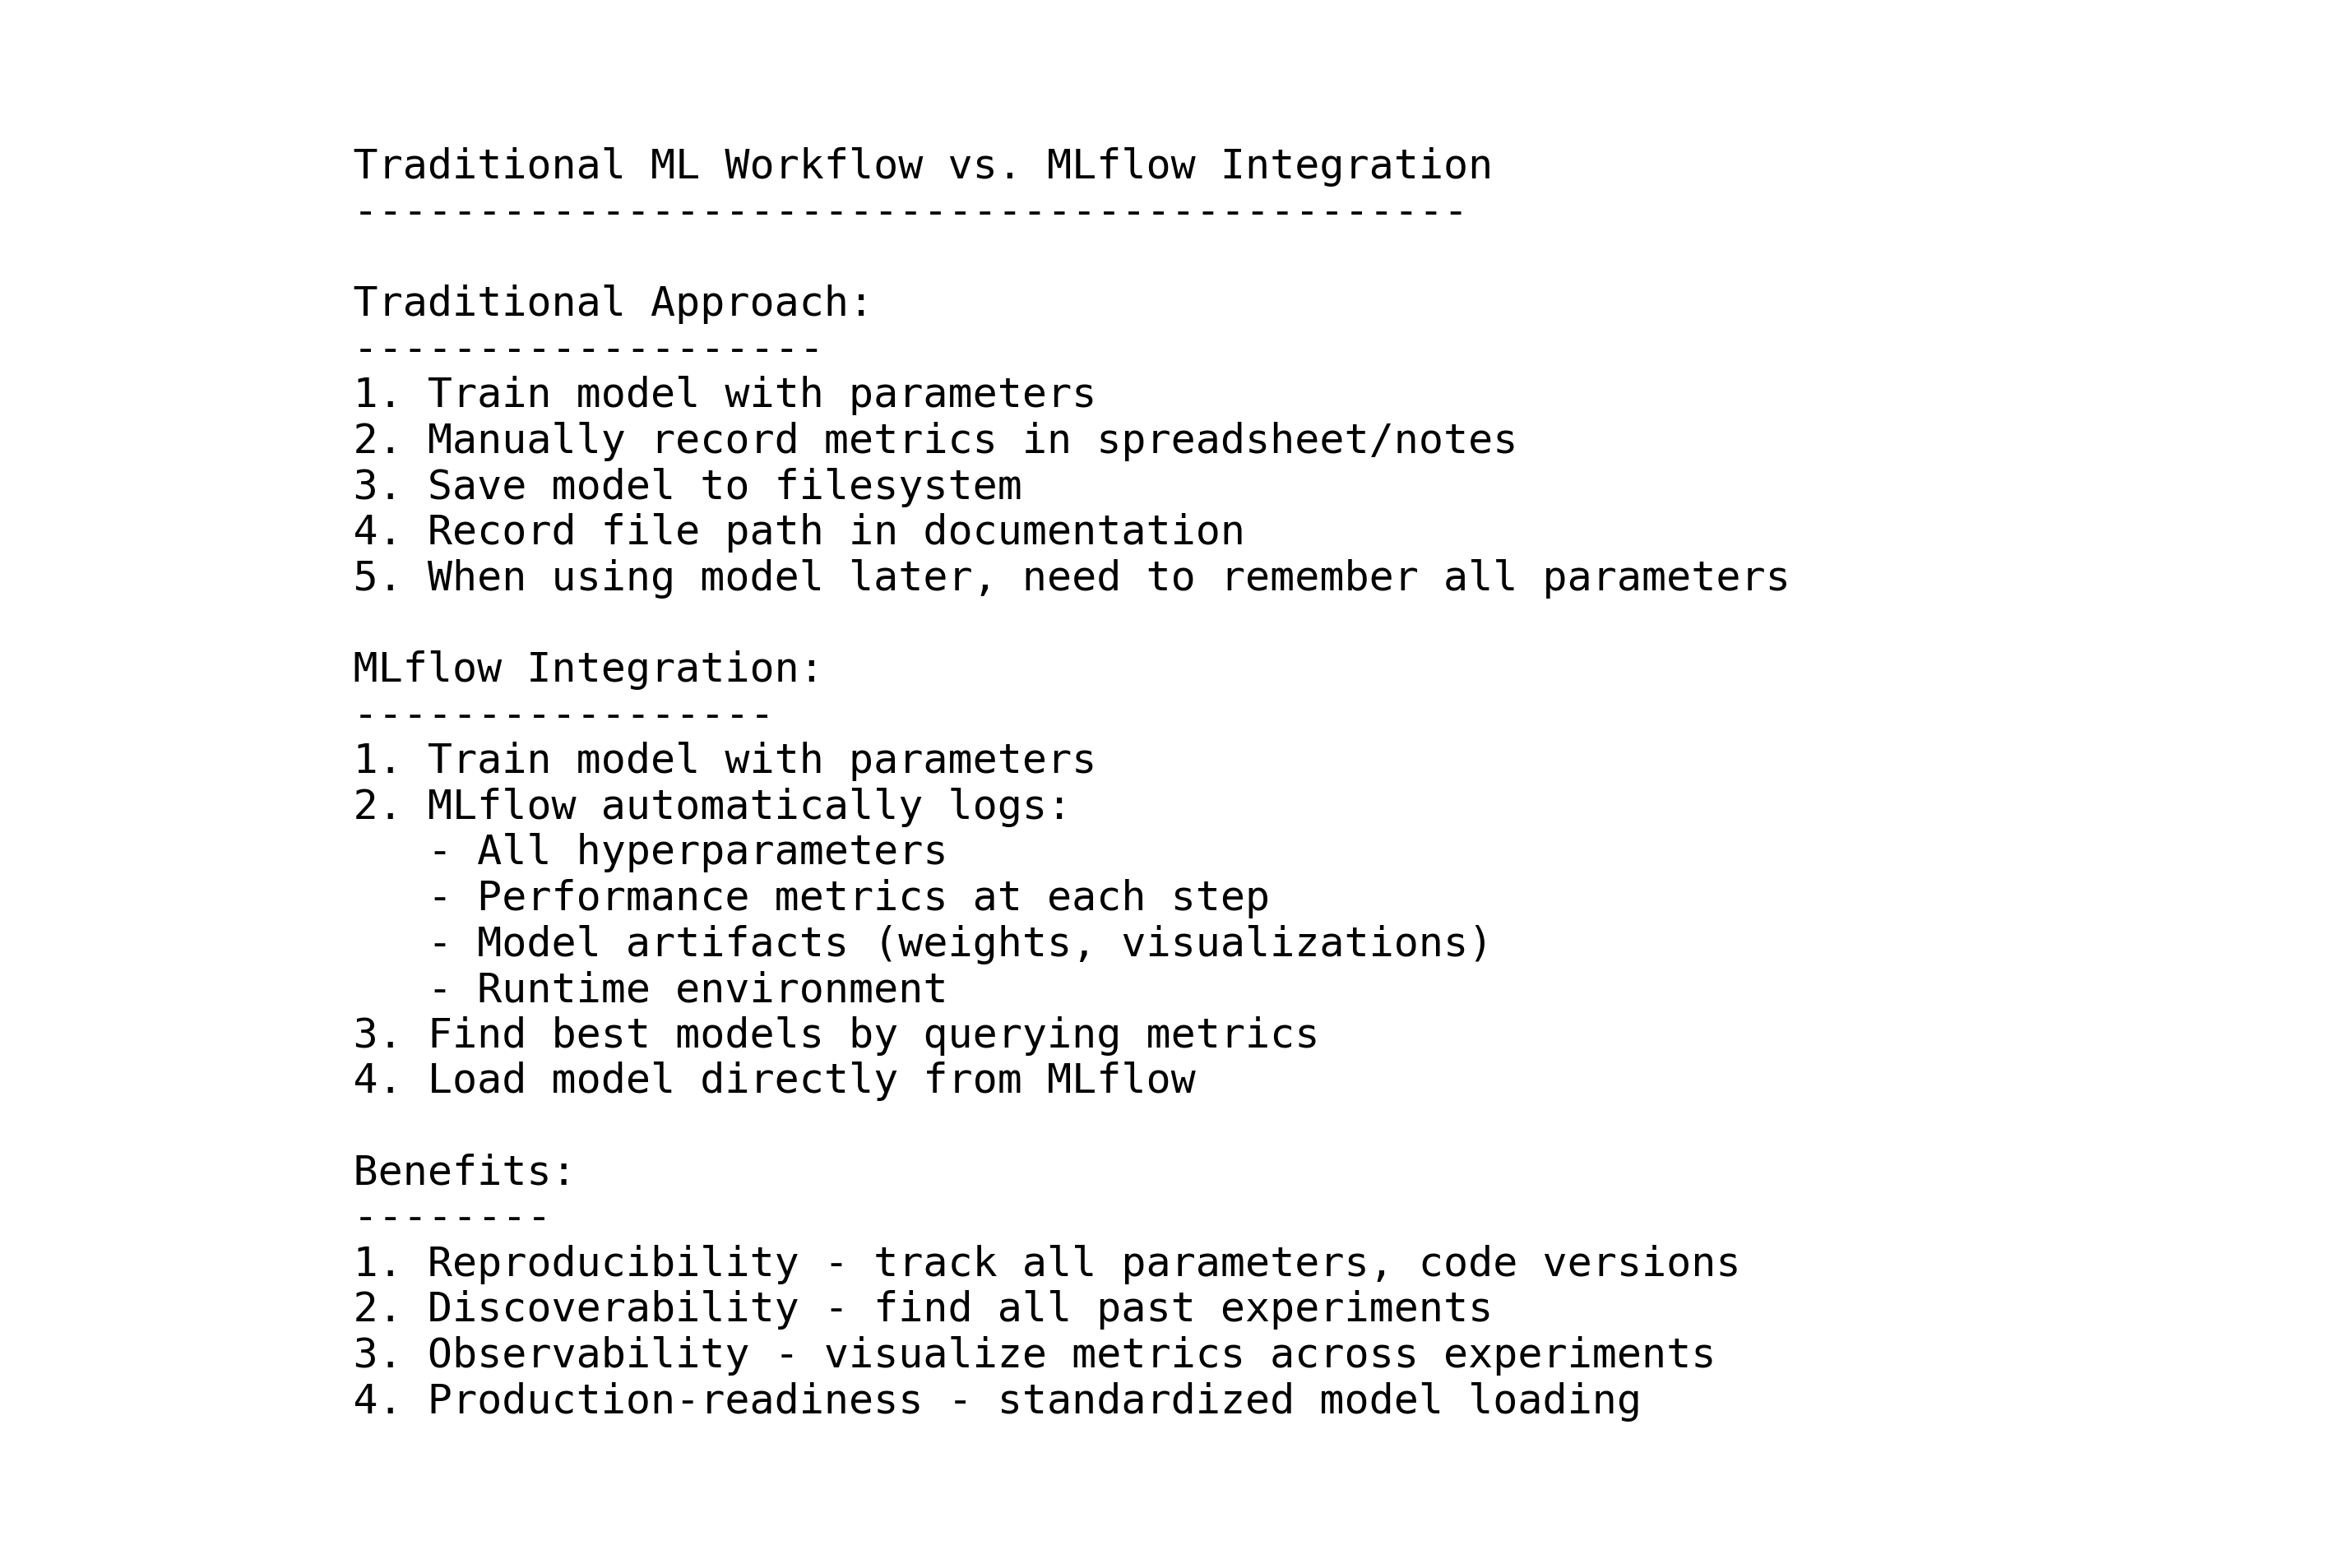 Traditional ML Workflow vs. MLflow Integration
----------------------------------------------
Traditional Approach:
-------------------
1. Train model with parameters
2. Manually record metrics in spreadsheet/notes
3. Save model to filesystem
4. Record file path in documentation
5. When using model later, need to remember all parameters
MLflow Integration:
-----------------
1. Train model with parameters
2. MLflow automatically logs:
   - All hyperparameters
   - Performance metrics at each step
   - Model artifacts (weights, visualizations)
   - Runtime environment
3. Find best models by querying metrics
4. Load model directly from MLflow
Benefits:
--------
1. Reproducibility - track all parameters, code versions
2. Discoverability - find all past experiments
3. Observability - visualize metrics across experiments
4. Production-readiness - standardized model loading